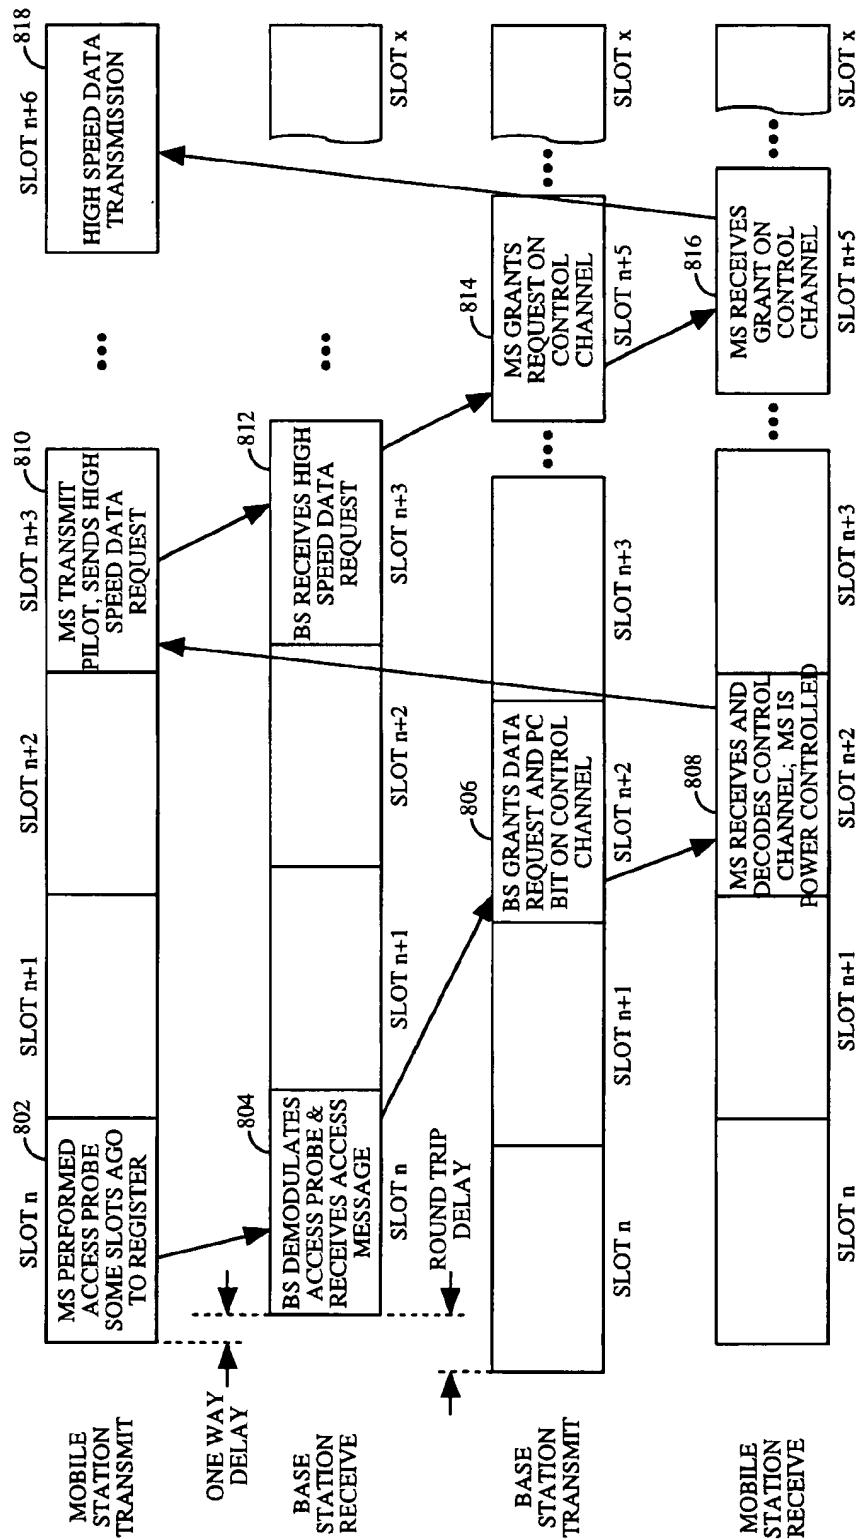 MOBILE
STATION
TRANSMIT
SLOT n
802
MS PERFORMED
ACCESS PROBE
SOME SLOTS AGO
TO REGISTER
SLOT n+1
SLOT n+2
SLOT n+3
810
MS TRANSMIT
PILOT, SENDS HIGH
SPEED DATA
REQUEST
•••
SLOT n+6
818
HIGH SPEED DATA
TRANSMISSION
ONE WAY
DELAY
BASE
STATION
RECEIVE
804
BS DEMODULATES
ACCESS PROBE &
RECEIVES ACCESS
MESSAGE
SLOT n
SLOT n+1
SLOT n+2
812
BS RECEIVES HIGH
SPEED DATA
REQUEST
SLOT n+3
•••
SLOT x
ROUND TRIP
DELAY
BASE
STATION
TRANSMIT
SLOT n
SLOT n+1
806
BS GRANTS DATA
REQUEST AND PC
BIT ON CONTROL
CHANNEL
SLOT n+2
SLOT n+3
•••
814
MS GRANTS
REQUEST ON
CONTROL
CHANNEL
SLOT n+5
•••
SLOT x
MOBILE
STATION
RECEIVE
SLOT n
SLOT n+1
808
MS RECEIVES AND
DECODES CONTROL
CHANNEL; MS IS
POWER CONTROLLED
SLOT n+2
SLOT n+3
•••
816
MS RECEIVES
GRANT ON
CONTROL
CHANNEL
SLOT n+5
•••
SLOT x